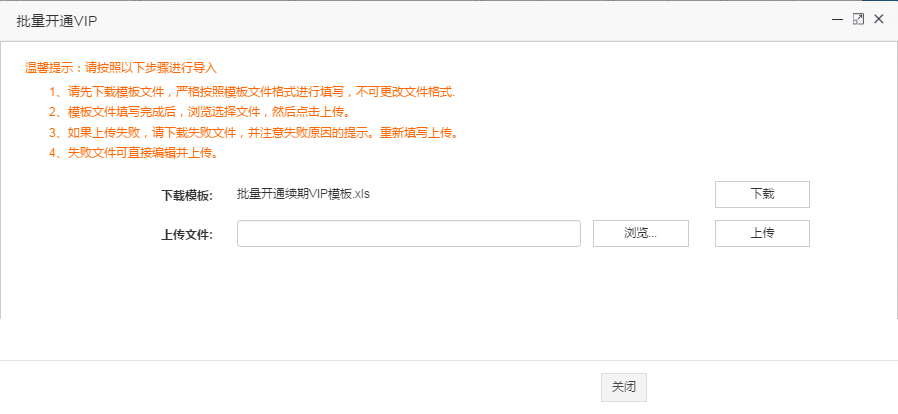 批量开通VIP
温馨提示：请按照以下步骤进行导入
1、请先下载模板文件，严格按照模板文件格式进行填写，不可更改文件格式.
2、模板文件填写完成后，浏览选择文件，然后点击上传。
3、如果上传失败，请下载失败文件，并注意失败原因的提示。重新填写上传。
4、失败文件可直接编辑并上传。
下载模板: 批量开通续期VIP模板.xls 下载
上传文件: 浏览... 上传
关闭